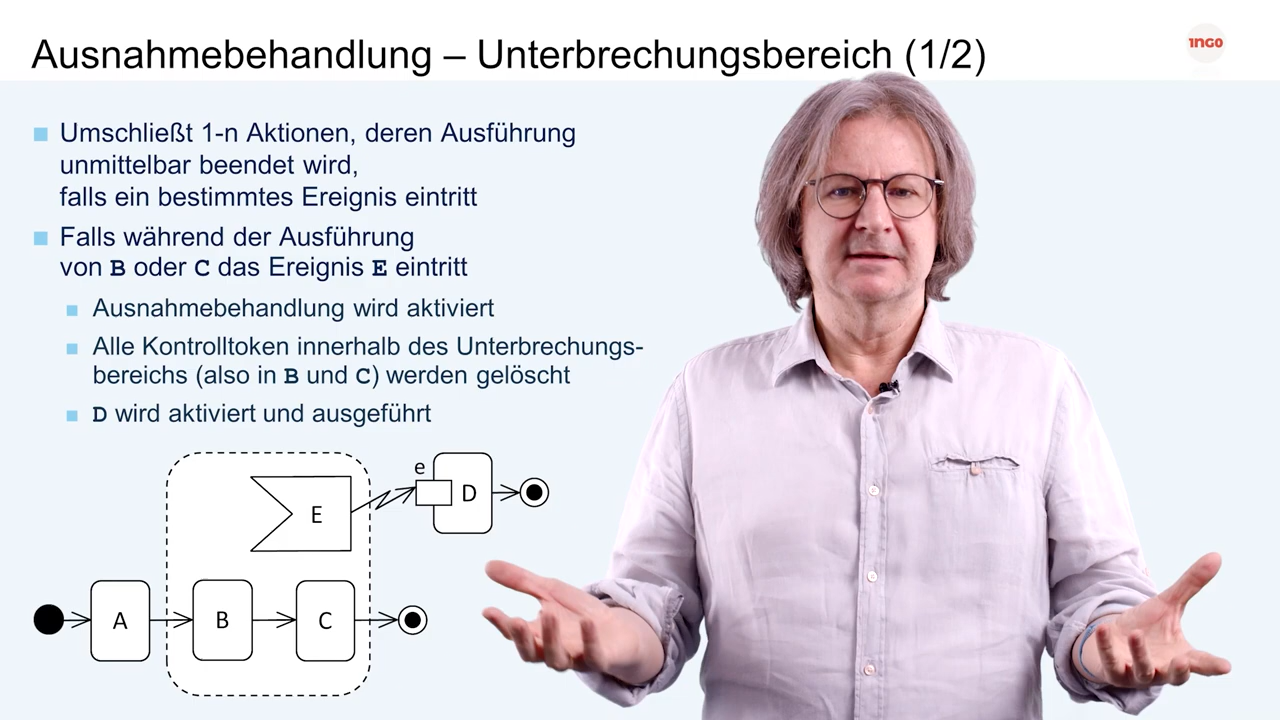 Ausnahmebehandlung – Unterbrechungsbereich (1/2)
1NGO
Umschließt 1-n Aktionen, deren Ausführung
unmittelbar beendet wird,
falls ein bestimmtes Ereignis eintritt
Falls während der Ausführung
von B oder C das Ereignis E eintritt
Ausnahmebehandlung wird aktiviert
Alle Kontrolltoken innerhalb des Unterbrechungs-
bereichs (also in B und C) werden gelöscht
D wird aktiviert und ausgeführt
e
E
D
A
B
C